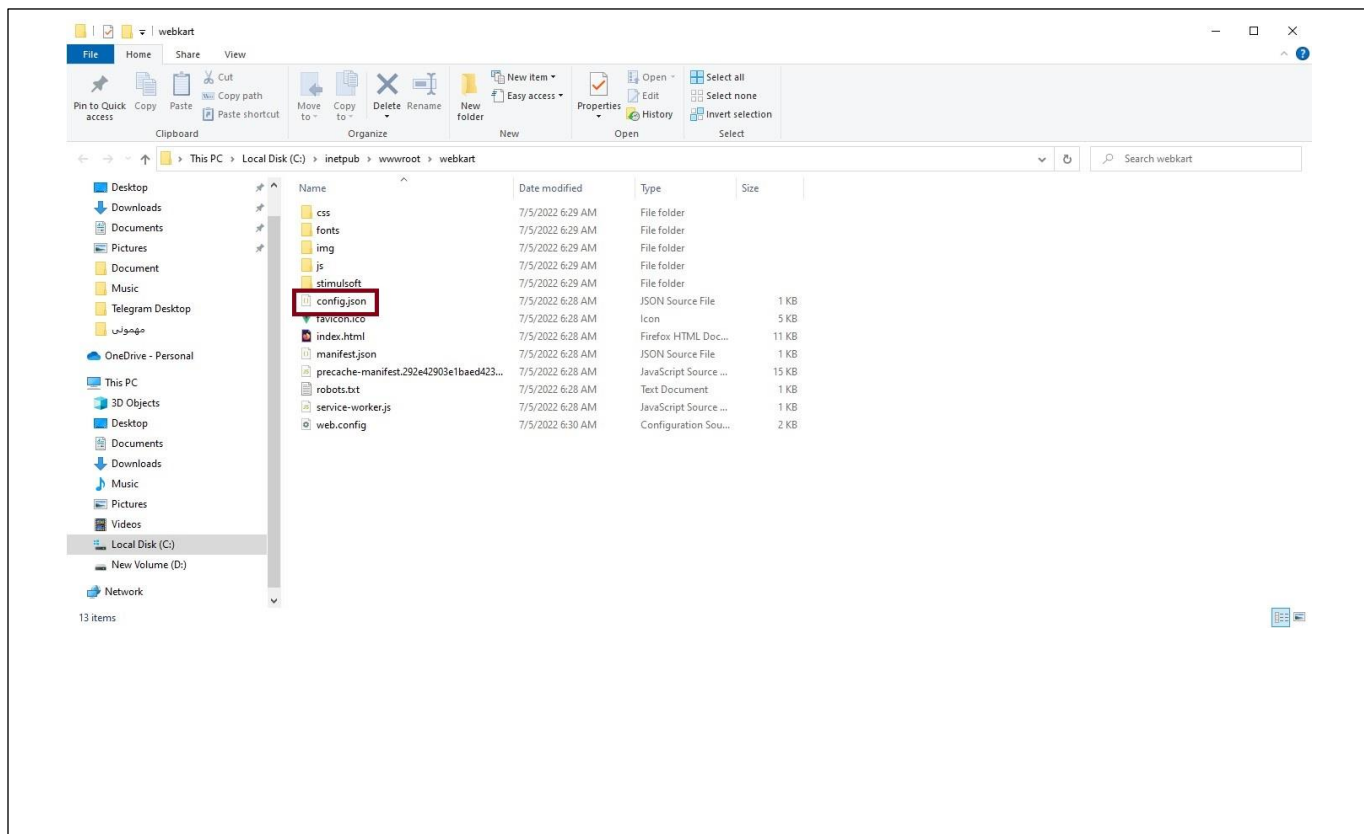 webkart
File Home Share View
Pin to Quick access
Copy
Paste
Cut
Copy path
Paste shortcut
Clipboard
Move to
Copy to
Delete
Rename
Organize
New folder
New item
Easy access
New
Properties
Open
Edit
History
Open
Select all
Select none
Invert selection
Select
This PC > Local Disk (C:) > inetpub > wwwroot > webkart
Search webkart
Desktop
Downloads
Documents
Pictures
Document
Music
Telegram Desktop
مهمونی
OneDrive - Personal
This PC
3D Objects
Desktop
Documents
Downloads
Music
Pictures
Videos
Local Disk (C:)
New Volume (D:)
Network
Name Date modified Type Size
css 7/5/2022 6:29 AM File folder
fonts 7/5/2022 6:29 AM File folder
img 7/5/2022 6:29 AM File folder
js 7/5/2022 6:29 AM File folder
stimulsoft 7/5/2022 6:29 AM File folder
config.json 7/5/2022 6:28 AM JSON Source File 1 KB
favicon.ico 7/5/2022 6:28 AM Icon 5 KB
index.html 7/5/2022 6:28 AM Firefox HTML Doc... 11 KB
manifest.json 7/5/2022 6:28 AM JSON Source File 1 KB
precache-manifest.292e42903e1baed423... 7/5/2022 6:28 AM JavaScript Source ... 15 KB
robots.txt 7/5/2022 6:28 AM Text Document 1 KB
service-worker.js 7/5/2022 6:28 AM JavaScript Source ... 1 KB
web.config 7/5/2022 6:30 AM Configuration Sou... 2 KB
13 items